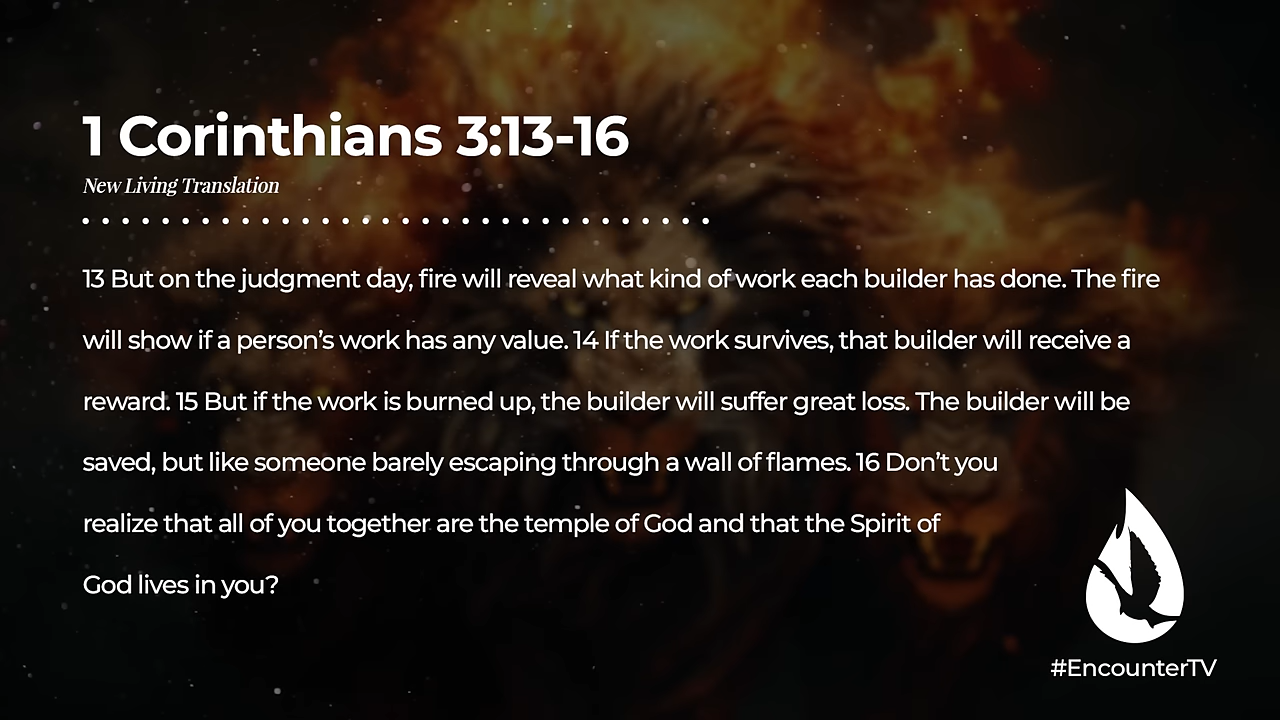 1 Corinthians 3:13-16
New Living Translation
13 But on the judgment day, fire will reveal what kind of work each builder has done. The fire
will show if a person’s work has any value. 14 If the work survives, that builder will receive a
reward. 15 But if the work is burned up, the builder will suffer great loss. The builder will be
saved, but like someone barely escaping through a wall of flames. 16 Don’t you
realize that all of you together are the temple of God and that the Spirit of
God lives in you?
#EncounterTV